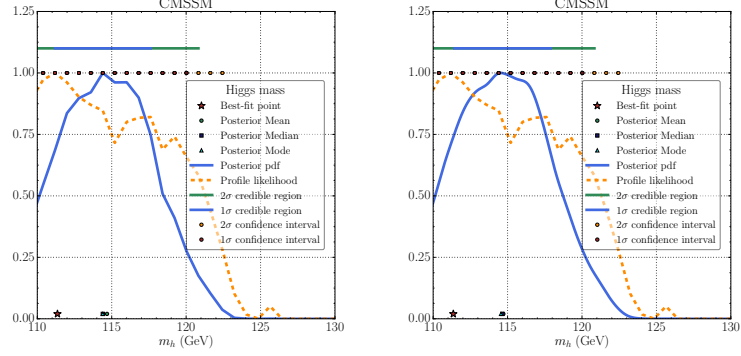 CMSSM
1.25
1.00
0.75
0.50
0.25
0.00
110
115
120
125
130
m_h (GeV)
Higgs mass
Best-fit point
Posterior Mean
Posterior Median
Posterior Mode
Posterior pdf
Profile likelihood
2σ credible region
1σ credible region
2σ confidence interval
1σ confidence interval
CMSSM
1.25
1.00
0.75
0.50
0.25
0.00
110
115
120
125
130
m_h (GeV)
Higgs mass
Best-fit point
Posterior Mean
Posterior Median
Posterior Mode
Posterior pdf
Profile likelihood
2σ credible region
1σ credible region
2σ confidence interval
1σ confidence interval